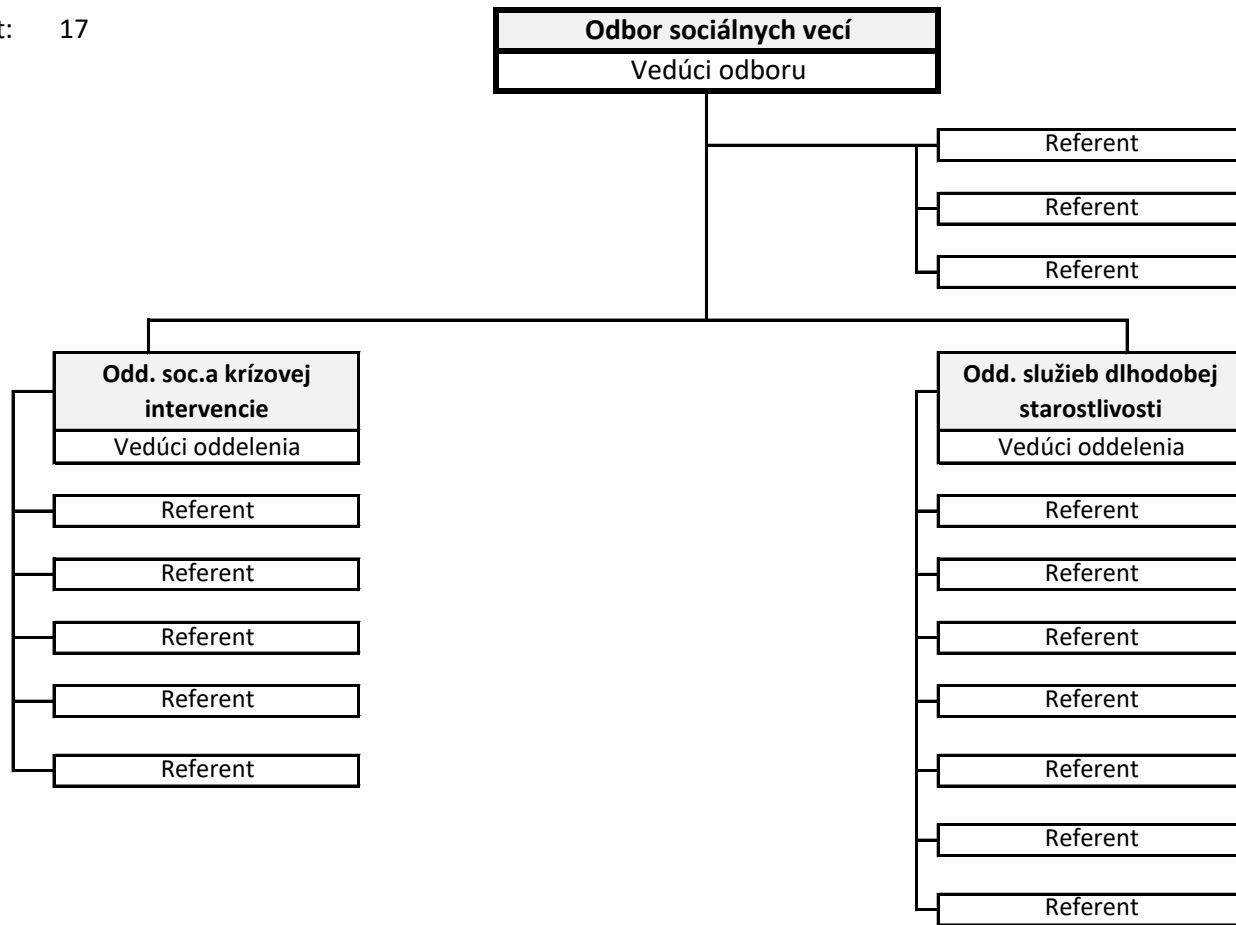 t: 17
Odbor sociálnych vecí
Vedúci odboru
Referent
Referent
Referent
Odd. soc.a krízovej
intervencie
Vedúci oddelenia
Referent
Referent
Referent
Referent
Referent
Odd. služieb dlhodobej
starostlivosti
Vedúci oddelenia
Referent
Referent
Referent
Referent
Referent
Referent
Referent